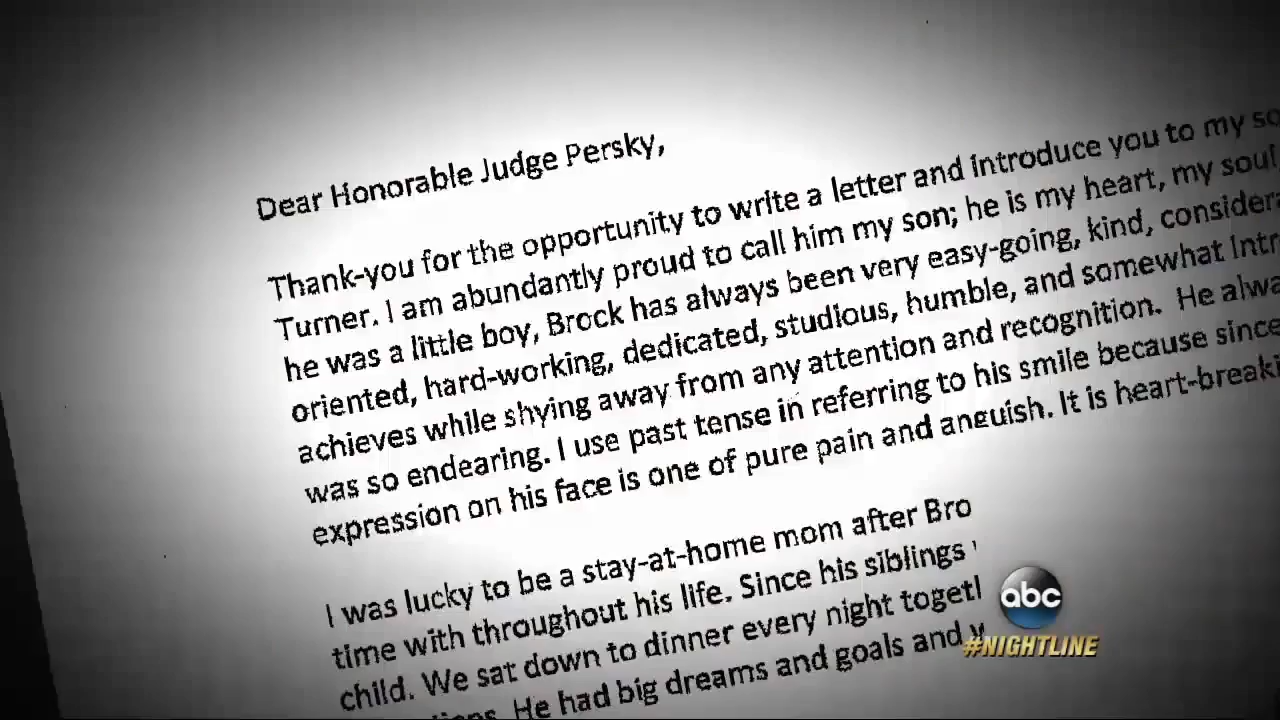 Dear Honorable Judge Persky,
Thank-you for the opportunity to write a letter and introduce you to my
Turner. I am abundantly proud to call him my son; he is my heart, my soul
he was a little boy, Brock has always been very easy-going, kind,
oriented, hard-working, dedicated, studious, humble, and somewhat
achieves while shying away from any attention and recognition. He
was so endearing. I use past tense in referring to his smile because since
expression on his face is one of pure pain and anguish. It is
I was lucky to be a stay-at-home mom after
time with throughout his life. Since his siblings
child. We sat down to dinner every night
He had big dreams and goals and
abc
#NIGHTLINE